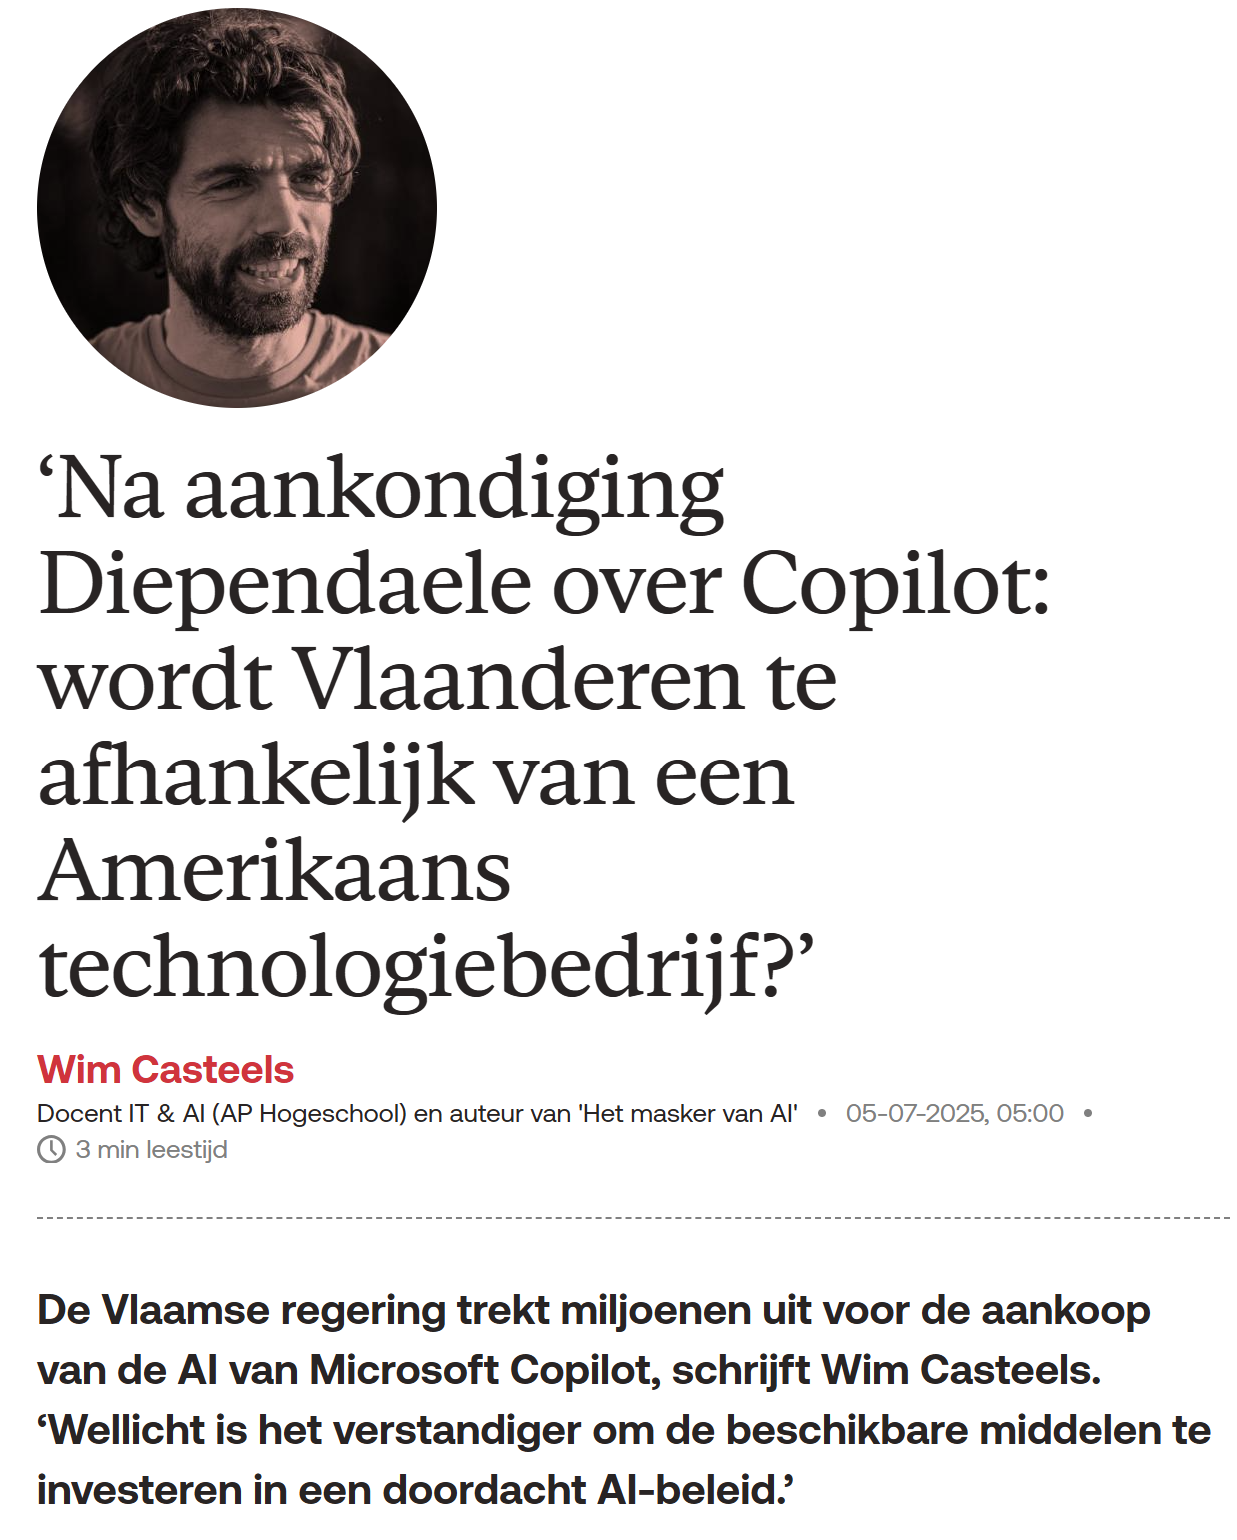 ‘Na aankondiging
Diependaele over Copilot:
wordt Vlaanderen te
afhankelijk van een
Amerikaans
technologiebedrijf?’
Wim Casteels
Docent IT & AI (AP Hogeschool) en auteur van 'Het masker van AI' • 05-07-2025, 05:00 •
3 min leestijd
De Vlaamse regering trekt miljoenen uit voor de aankoop
van de AI van Microsoft Copilot, schrijft Wim Casteels.
‘Wellicht is het verstandiger om de beschikbare middelen te
investeren in een doordacht AI-beleid.’